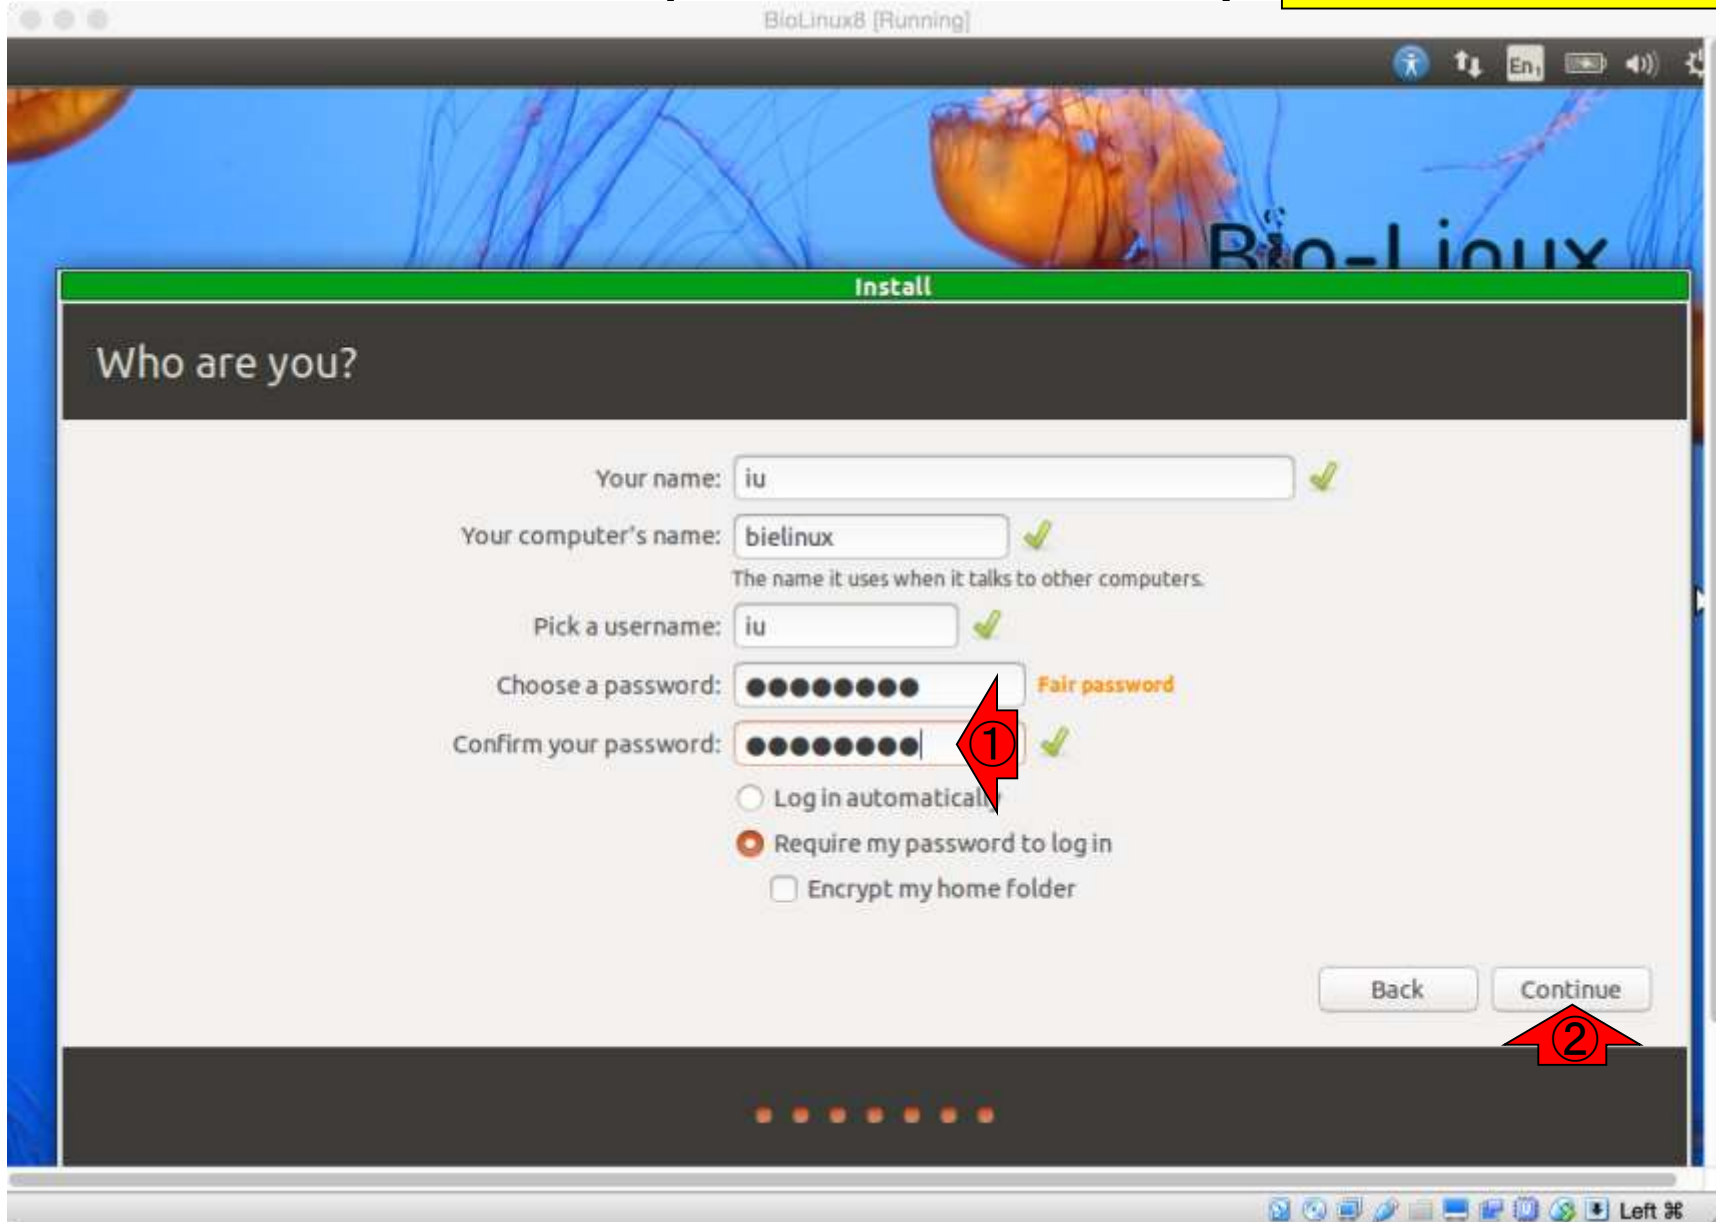 BioLinux8 [Running]
En1
Bio-Linux
Install
Who are you?
Your name: iu
Your computer's name: bielinux
The name it uses when it talks to other computers.
Pick a username: iu
Choose a password: ●●●●●●●● Fair password
Confirm your password: ●●●●●●●● ①
Log in automatically
Require my password to log in
Encrypt my home folder
Back Continue
②
Left ⌘